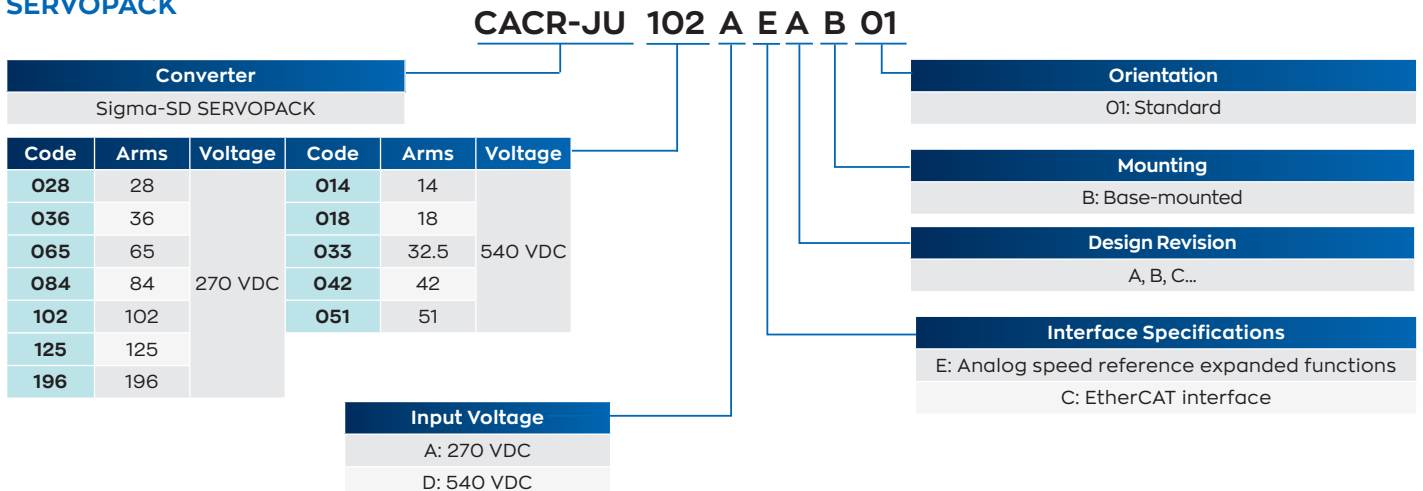 SERVOPACK
CACR-JU 102 A E A B 01
Converter
Sigma-SD SERVOPACK
Code Arms Voltage Code Arms Voltage
028 28 014 14
036 36 018 18
065 65 033 32.5 540 VDC
084 84 270 VDC 042 42
102 102 051 51
125 125
196 196
Input Voltage
A: 270 VDC
D: 540 VDC
Orientation
01: Standard
Mounting
B: Base-mounted
Design Revision
A, B, C...
Interface Specifications
E: Analog speed reference expanded functions
C: EtherCAT interface